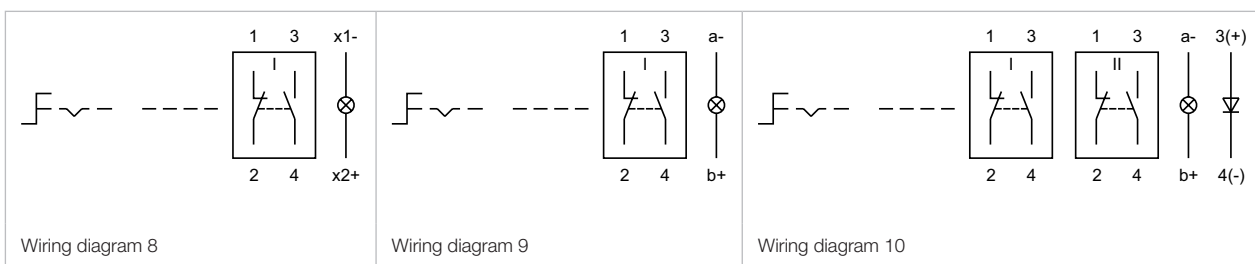 1 3 x1-
I
2 4 x2+
Wiring diagram 8
1 3 a-
I
2 4 b+
Wiring diagram 9
1 3 1 3 a- 3(+)
I II
2 4 2 4 b+ 4(-)
Wiring diagram 10